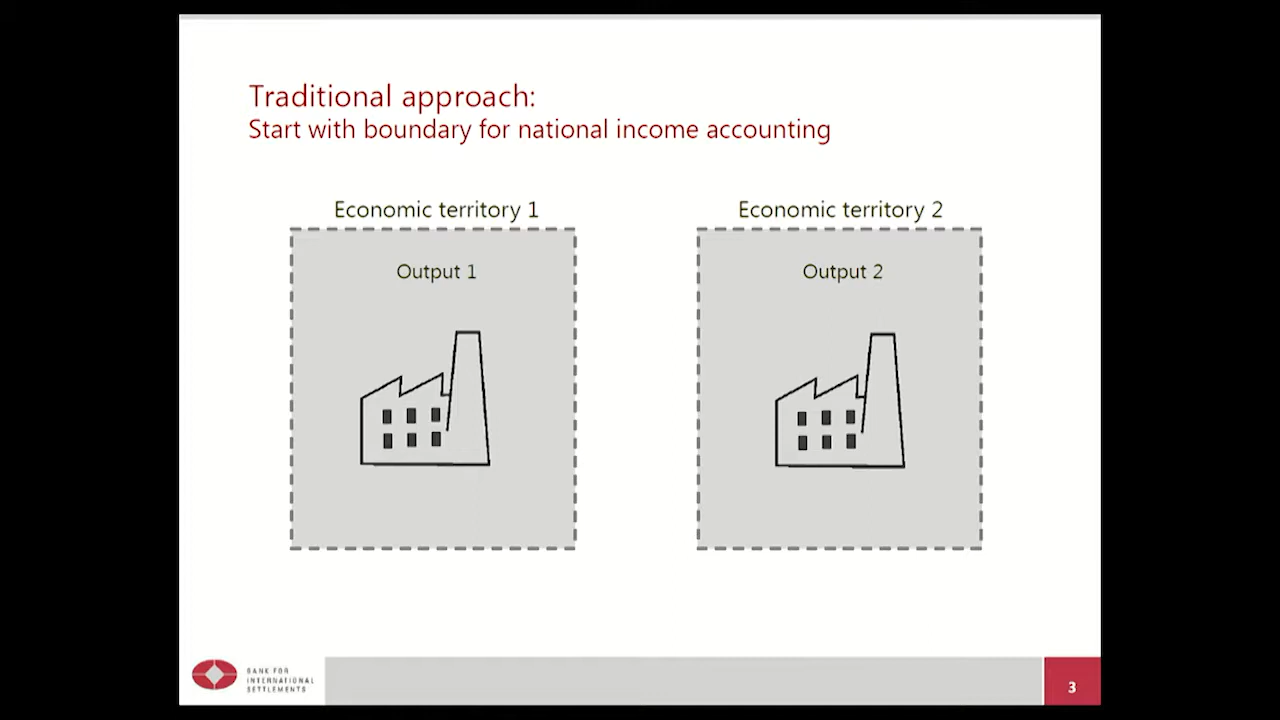 Traditional approach:
Start with boundary for national income accounting
Economic territory 1
Economic territory 2
Output 1
Output 2
BANK FOR
INTERNATIONAL
SETTLEMENTS
3